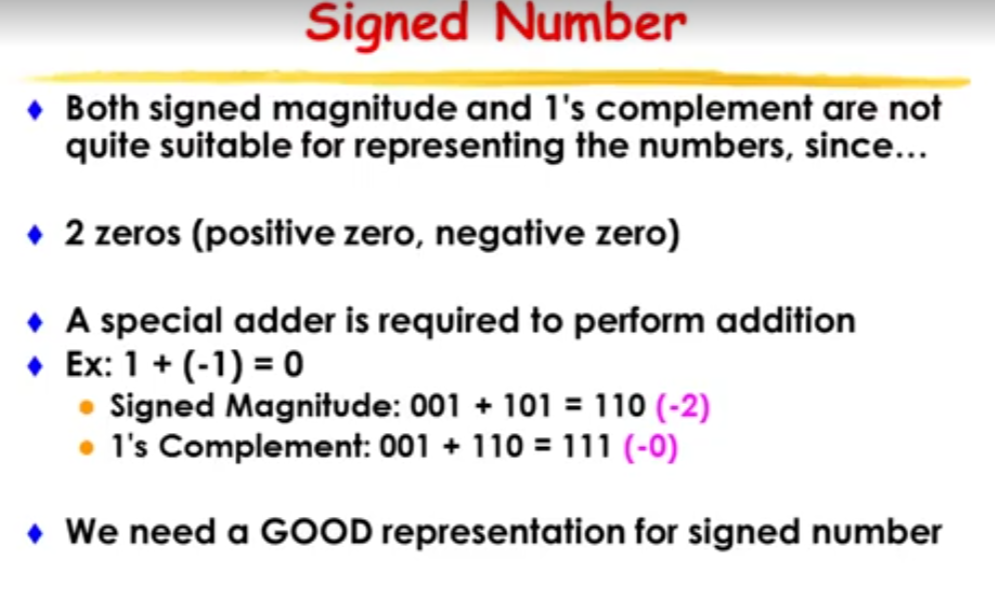 Signed Number
Both signed magnitude and 1's complement are not
quite suitable for representing the numbers, since...
2 zeros (positive zero, negative zero)
A special adder is required to perform addition
Ex: 1 + (-1) = 0
Signed Magnitude: 001 + 101 = 110 (-2)
1's Complement: 001 + 110 = 111 (-0)
We need a GOOD representation for signed number